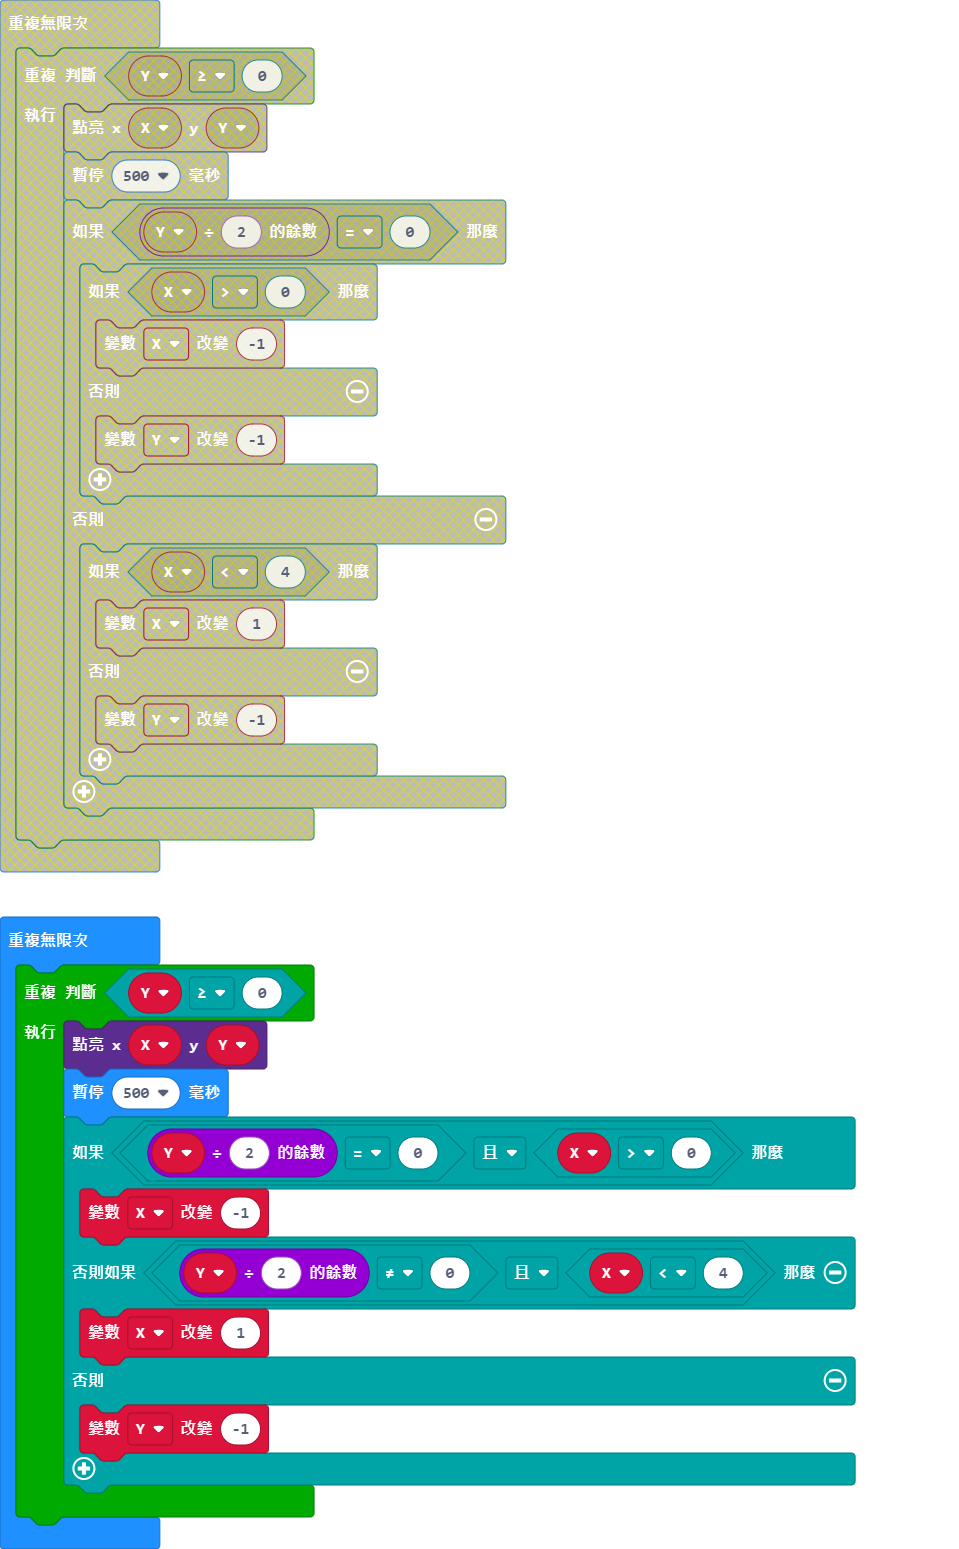 重複無限次
重複 判斷 Y ≥ 0
執行
點亮 x X y Y
暫停 500 毫秒
如果 Y ÷ 2 的餘數 = 0 那麼
如果 X > 0 那麼
變數 X 改變 -1
否則
變數 Y 改變 -1
否則
如果 X < 4 那麼
變數 X 改變 1
否則
變數 Y 改變 -1
重複無限次
重複 判斷 Y ≥ 0
執行
點亮 x X y Y
暫停 500 毫秒
如果 Y ÷ 2 的餘數 = 0 且 X > 0 那麼
變數 X 改變 -1
否則如果 Y ÷ 2 的餘數 ≠ 0 且 X < 4 那麼
變數 X 改變 1
否則
變數 Y 改變 -1